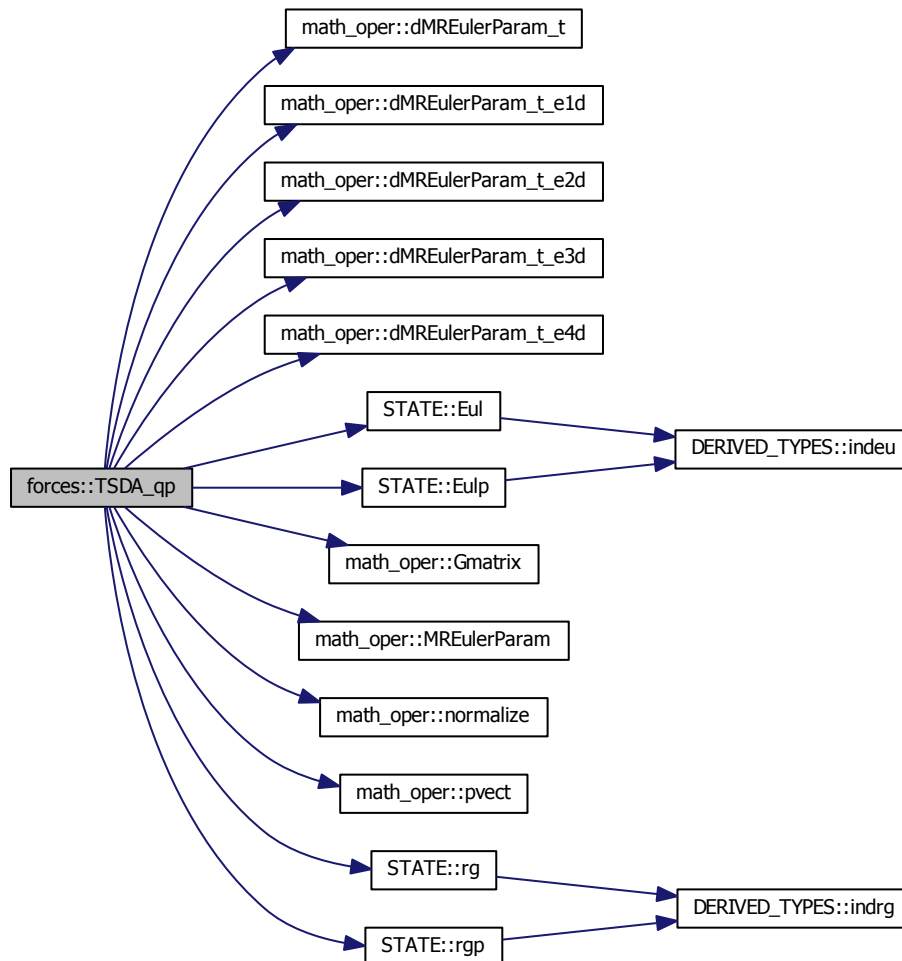 math_oper::dMREulerParam_t
math_oper::dMREulerParam_t_e1d
math_oper::dMREulerParam_t_e2d
math_oper::dMREulerParam_t_e3d
math_oper::dMREulerParam_t_e4d
STATE::Eul
DERIVED_TYPES::indeu
forces::TSDA_qp
STATE::Eulp
math_oper::Gmatrix
math_oper::MREulerParam
math_oper::normalize
math_oper::pvect
STATE::rg
DERIVED_TYPES::indrg
STATE::rgp